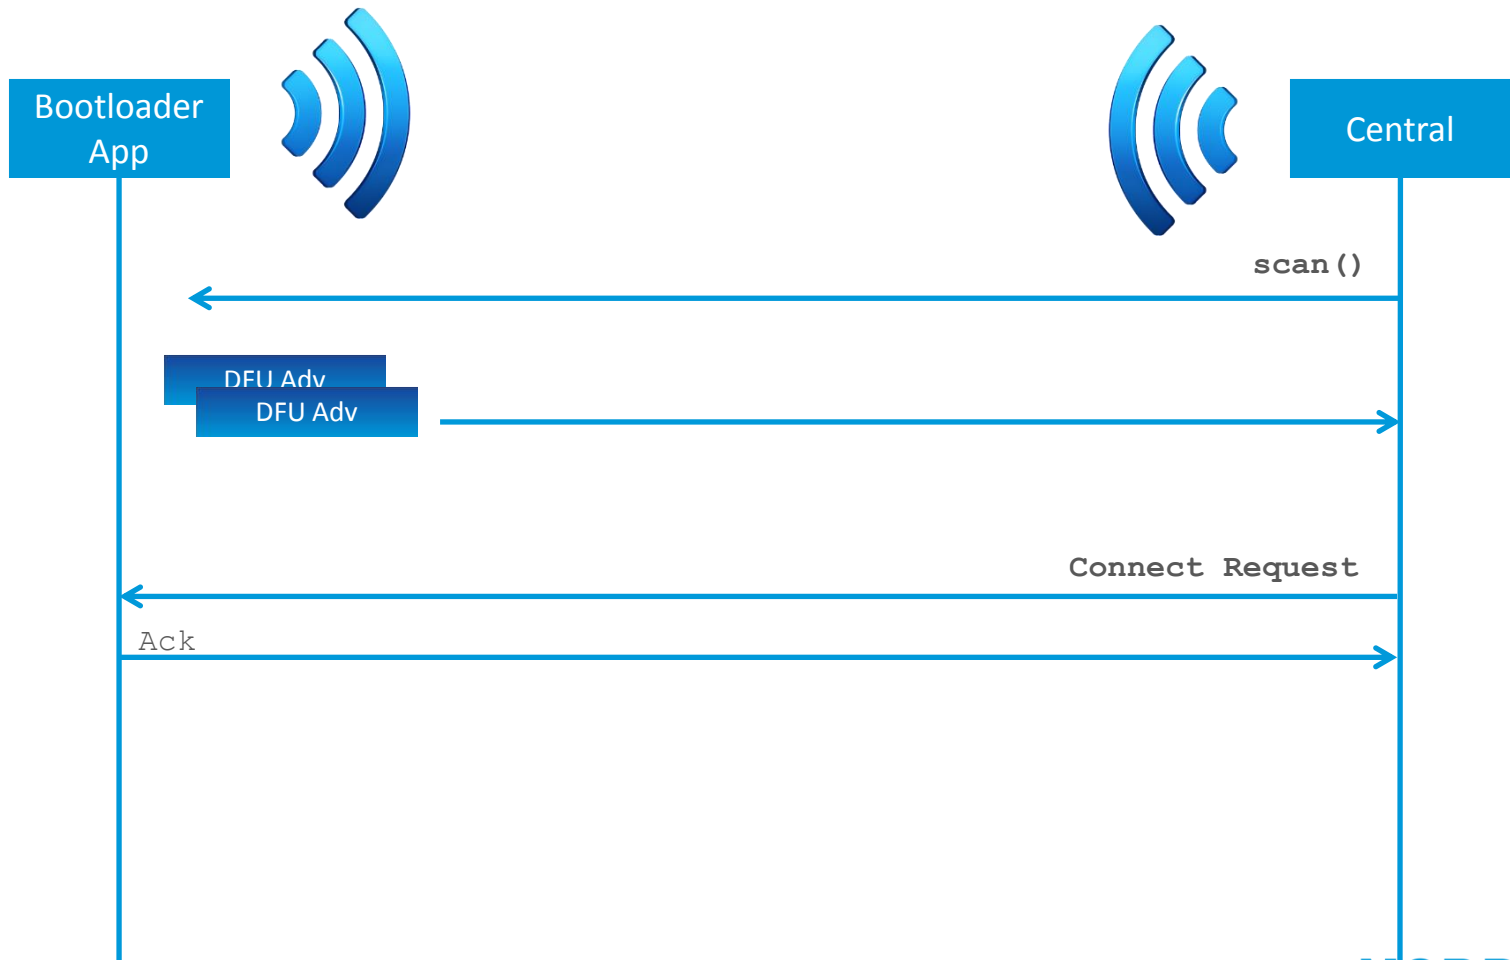 Bootloader
App
Central
scan()
DFU Adv
DFU Adv
Connect Request
Ack